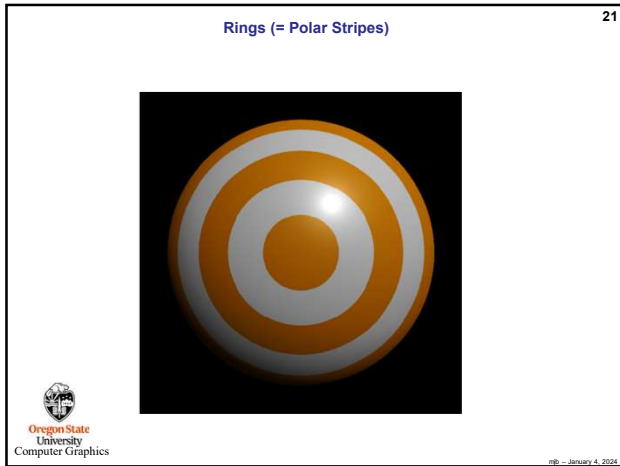 21
Rings (= Polar Stripes)
Oregon State
University
Computer Graphics
mjb – January 4, 2024